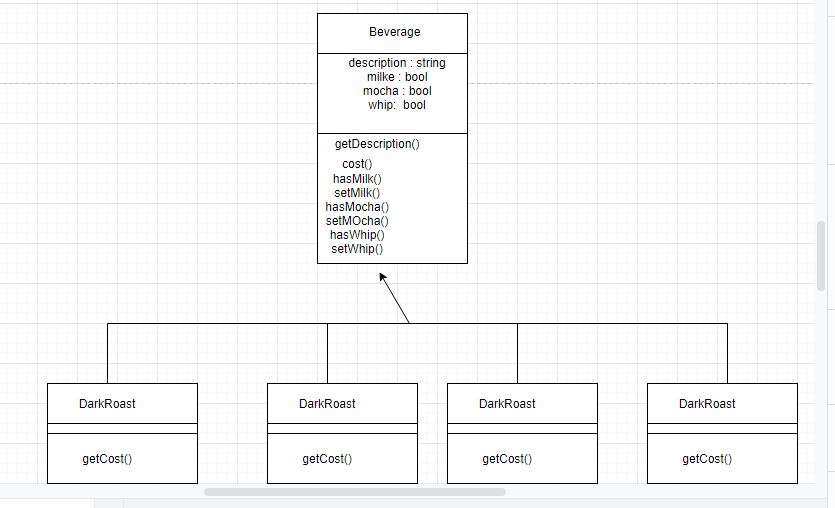 Beverage
description : string
milke : bool
mocha : bool
whip:  bool
getDescription()
cost()
hasMilk()
setMilk()
hasMocha()
setMOcha()
hasWhip()
setWhip()
DarkRoast DarkRoast DarkRoast DarkRoast
getCost() getCost() getCost() getCost()